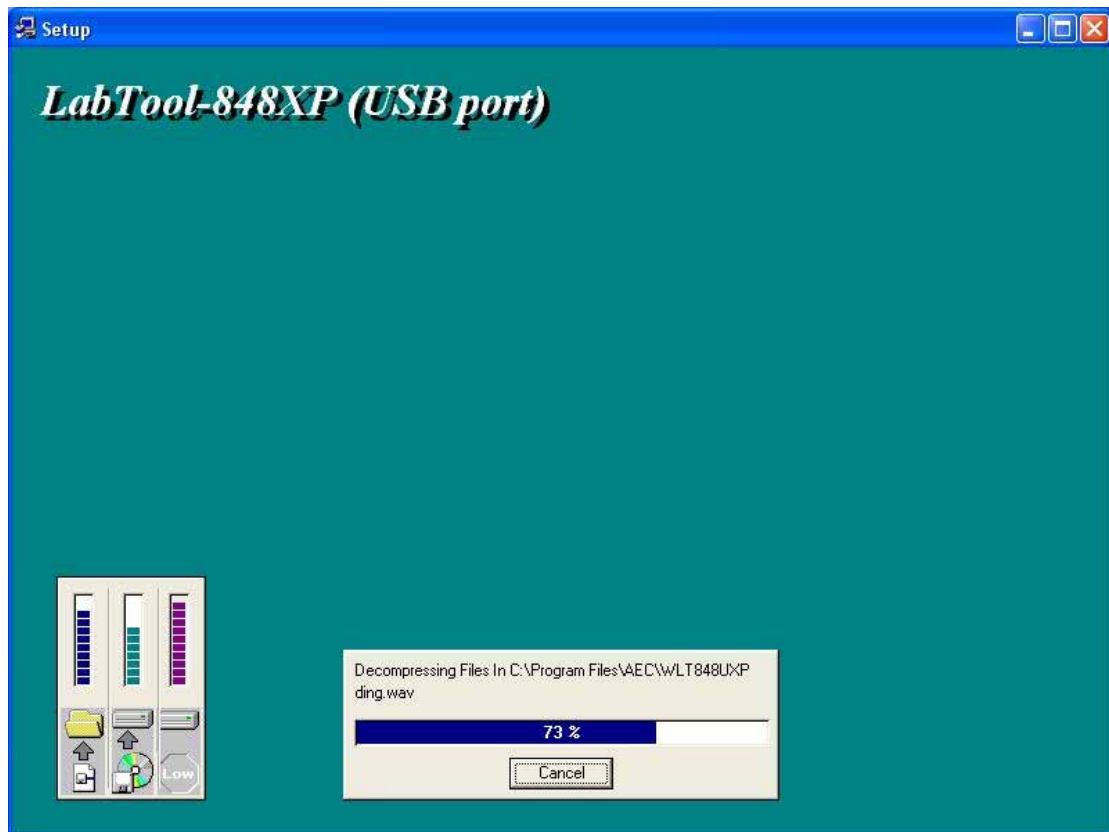 Setup
LabTool-848XP (USB port)
Decompressing Files In C:\Program Files\AEC\WLT848UXP
ding.wav
73 %
Cancel
Low